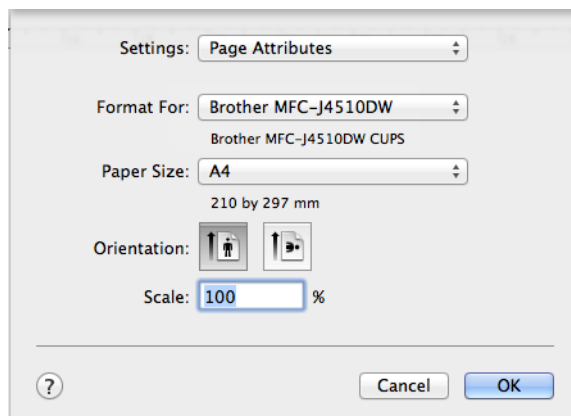 Settings: Page Attributes
Format For: Brother MFC-J4510DW
Brother MFC-J4510DW CUPS
Paper Size: A4
210 by 297 mm
Orientation:
Scale: 100 %
? Cancel OK